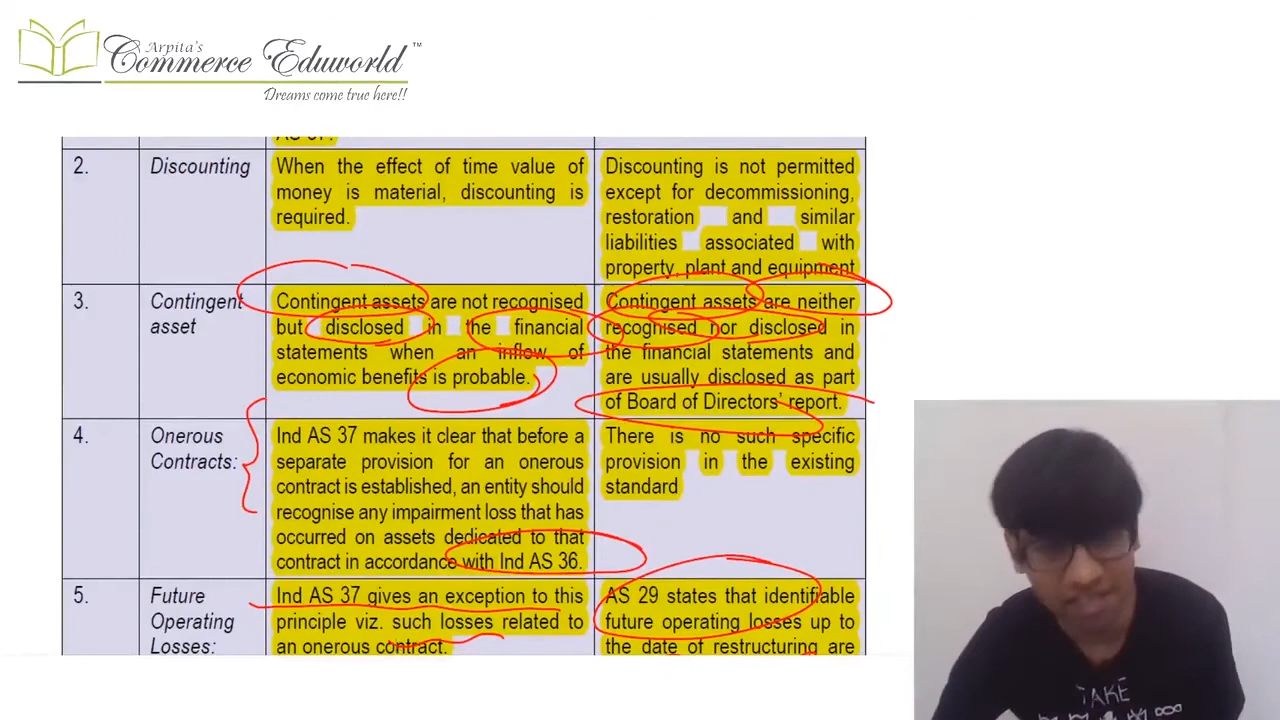 Arpita's
Commerce Eduworld™
Dreams come true here!!
2.
Discounting
When the effect of time value of
money is material, discounting is
required.
Discounting is not permitted
except for decommissioning,
restoration and similar
liabilities associated with
property, plant and equipment
3.
Contingent
asset
Contingent assets are not recognised
but disclosed in the financial
statements when an inflow of
economic benefits is probable.
Contingent assets are neither
recognised nor disclosed in
the financial statements and
are usually disclosed as part
of Board of Directors' report.
4.
Onerous
Contracts:
Ind AS 37 makes it clear that before a
separate provision for an onerous
contract is established, an entity should
recognise any impairment loss that has
occurred on assets dedicated to that
contract in accordance with Ind AS 36.
There is no such specific
provision in the existing
standard
5.
Future
Operating
Losses:
Ind AS 37 gives an exception to this
principle viz. such losses related to
an onerous contract.
AS 29 states that identifiable
future operating losses up to
the date of restructuring are
TAKE